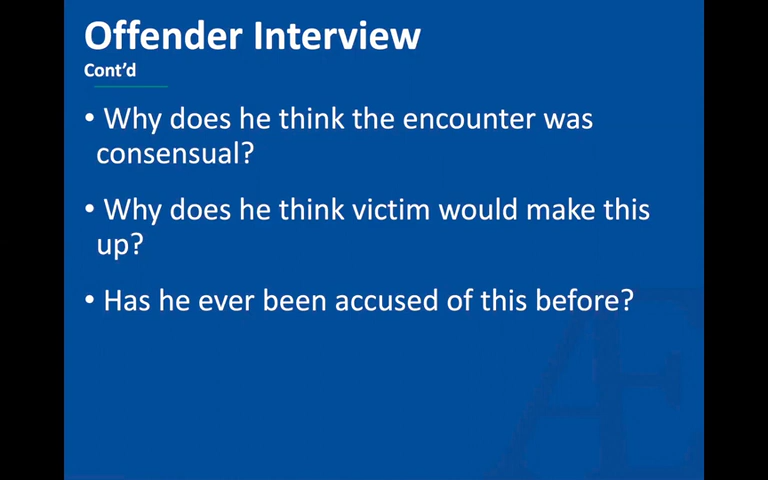 Offender Interview
Cont'd
• Why does he think the encounter was
consensual?
• Why does he think victim would make this
up?
• Has he ever been accused of this before?
Æ